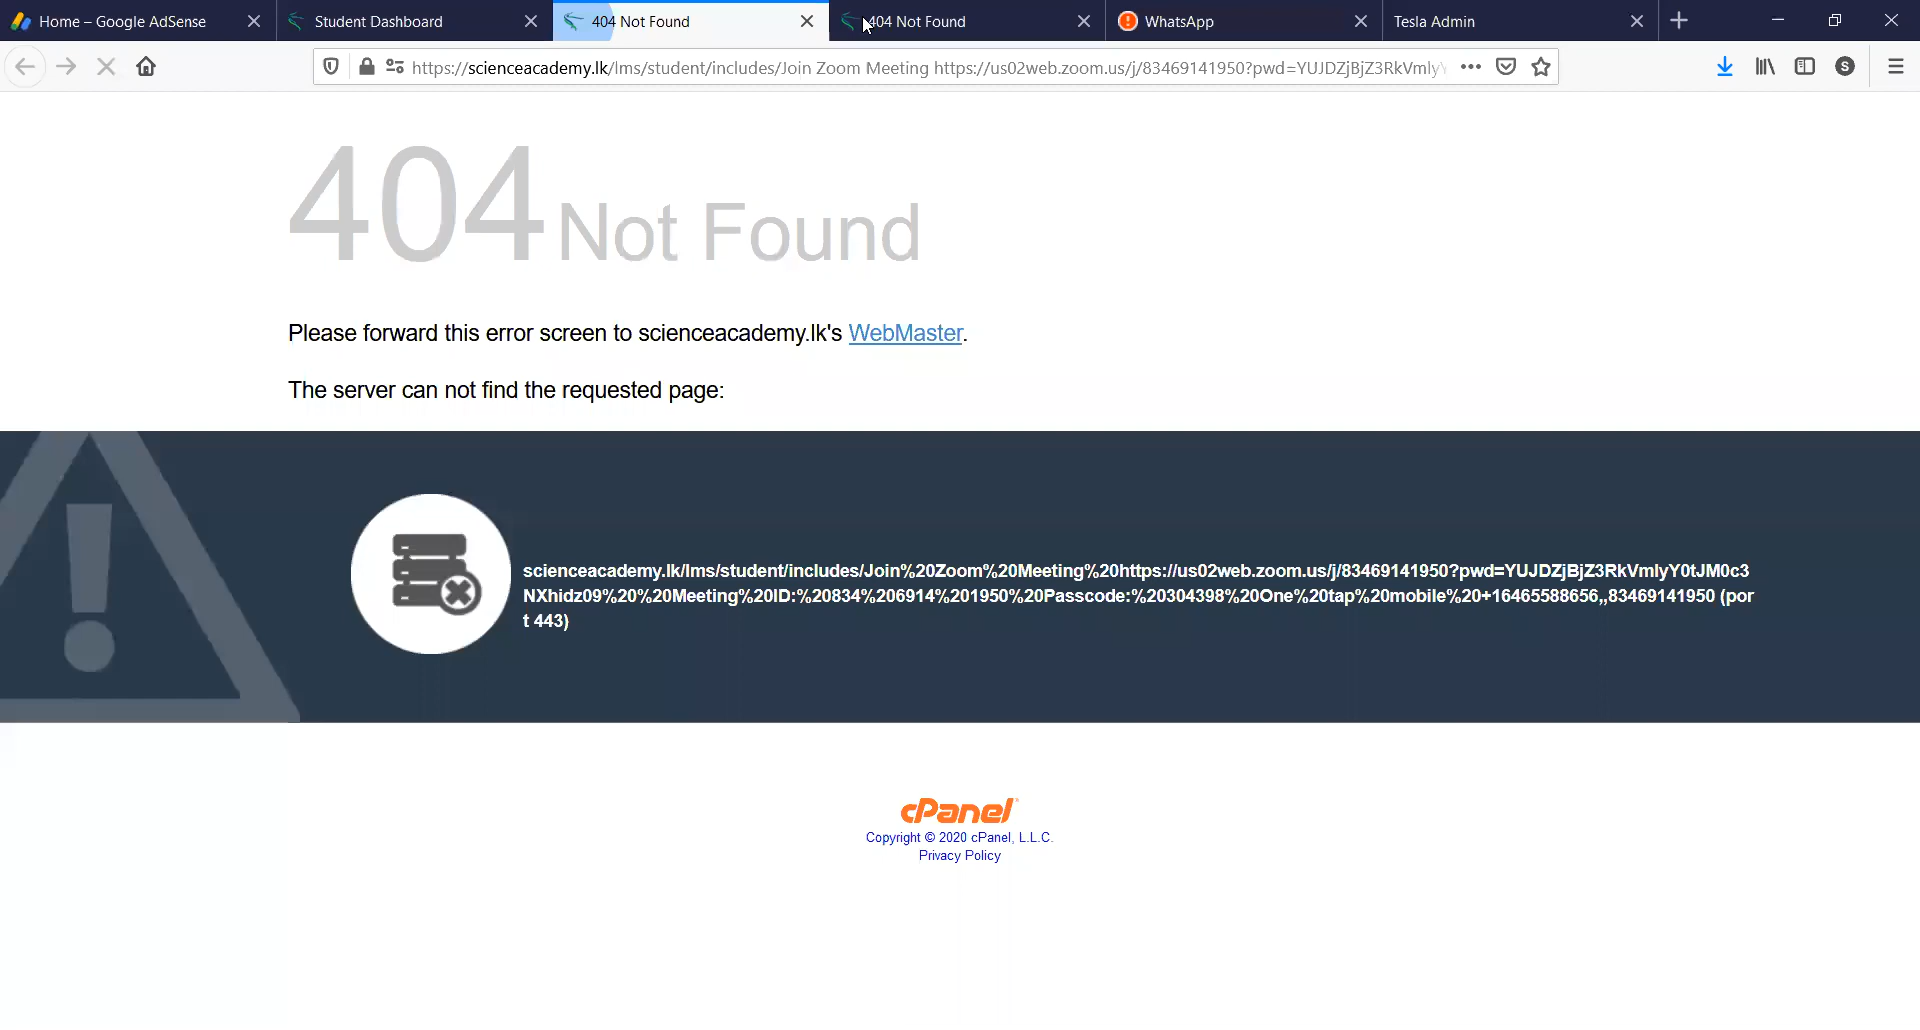 Home – Google AdSense
Student Dashboard
404 Not Found
404 Not Found
WhatsApp
Tesla Admin
https://scienceacademy.lk/lms/student/includes/Join Zoom Meeting https://us02web.zoom.us/j/83469141950?pwd=YUJDZjBjZ3RkVmly
S
404 Not Found
Please forward this error screen to scienceacademy.lk's WebMaster.
The server can not find the requested page:
scienceacademy.lk/lms/student/includes/Join%20Zoom%20Meeting%20https://us02web.zoom.us/j/83469141950?pwd=YUJDZjBjZ3RkVmlyY0tJM0c3
NXhidz09%20%20Meeting%20ID:%20834%206914%201950%20Passcode:%20304398%20One%20tap%20mobile%20+16465588656,,83469141950 (por
t 443)
cPanel
Copyright © 2020 cPanel, L.L.C.
Privacy Policy